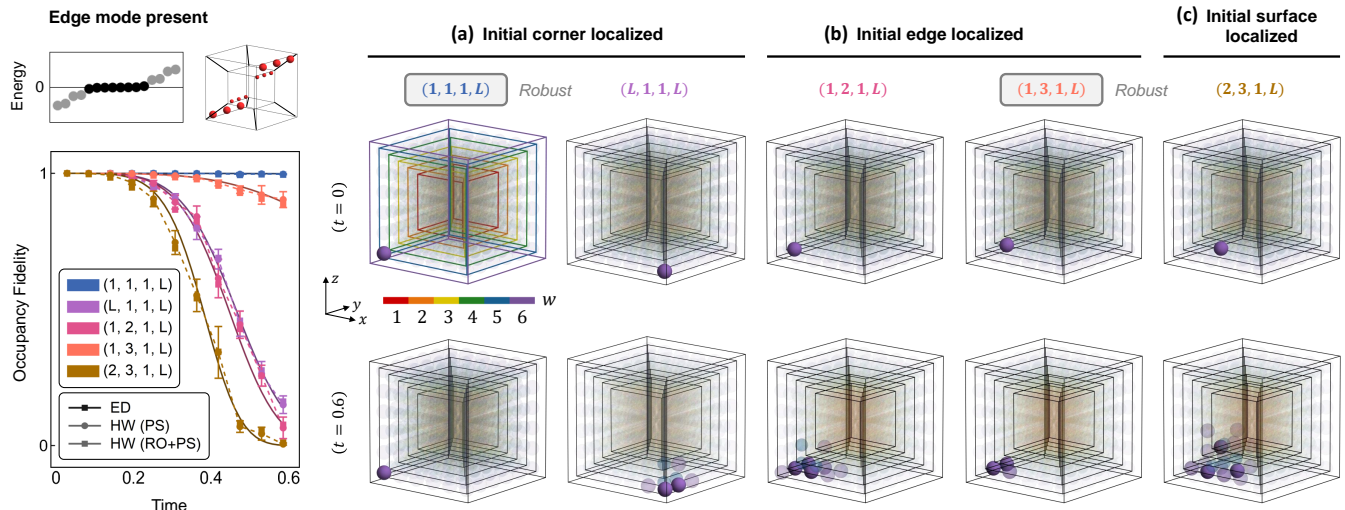 Edge mode present
Energy
0
1
Occupancy Fidelity
0
(1, 1, 1, L)
(L, 1, 1, L)
(1, 2, 1, L)
(1, 3, 1, L)
(2, 3, 1, L)
ED
HW (PS)
HW (RO+PS)
0.0 0.2 0.4 0.6
Time
(a) Initial corner localized
(b) Initial edge localized
(c) Initial surface
localized
(1, 1, 1, L) Robust
(L, 1, 1, L)
(1, 2, 1, L)
(1, 3, 1, L) Robust
(2, 3, 1, L)
(t = 0)
z
y
x
1 2 3 4 5 6 w
(t = 0.6)